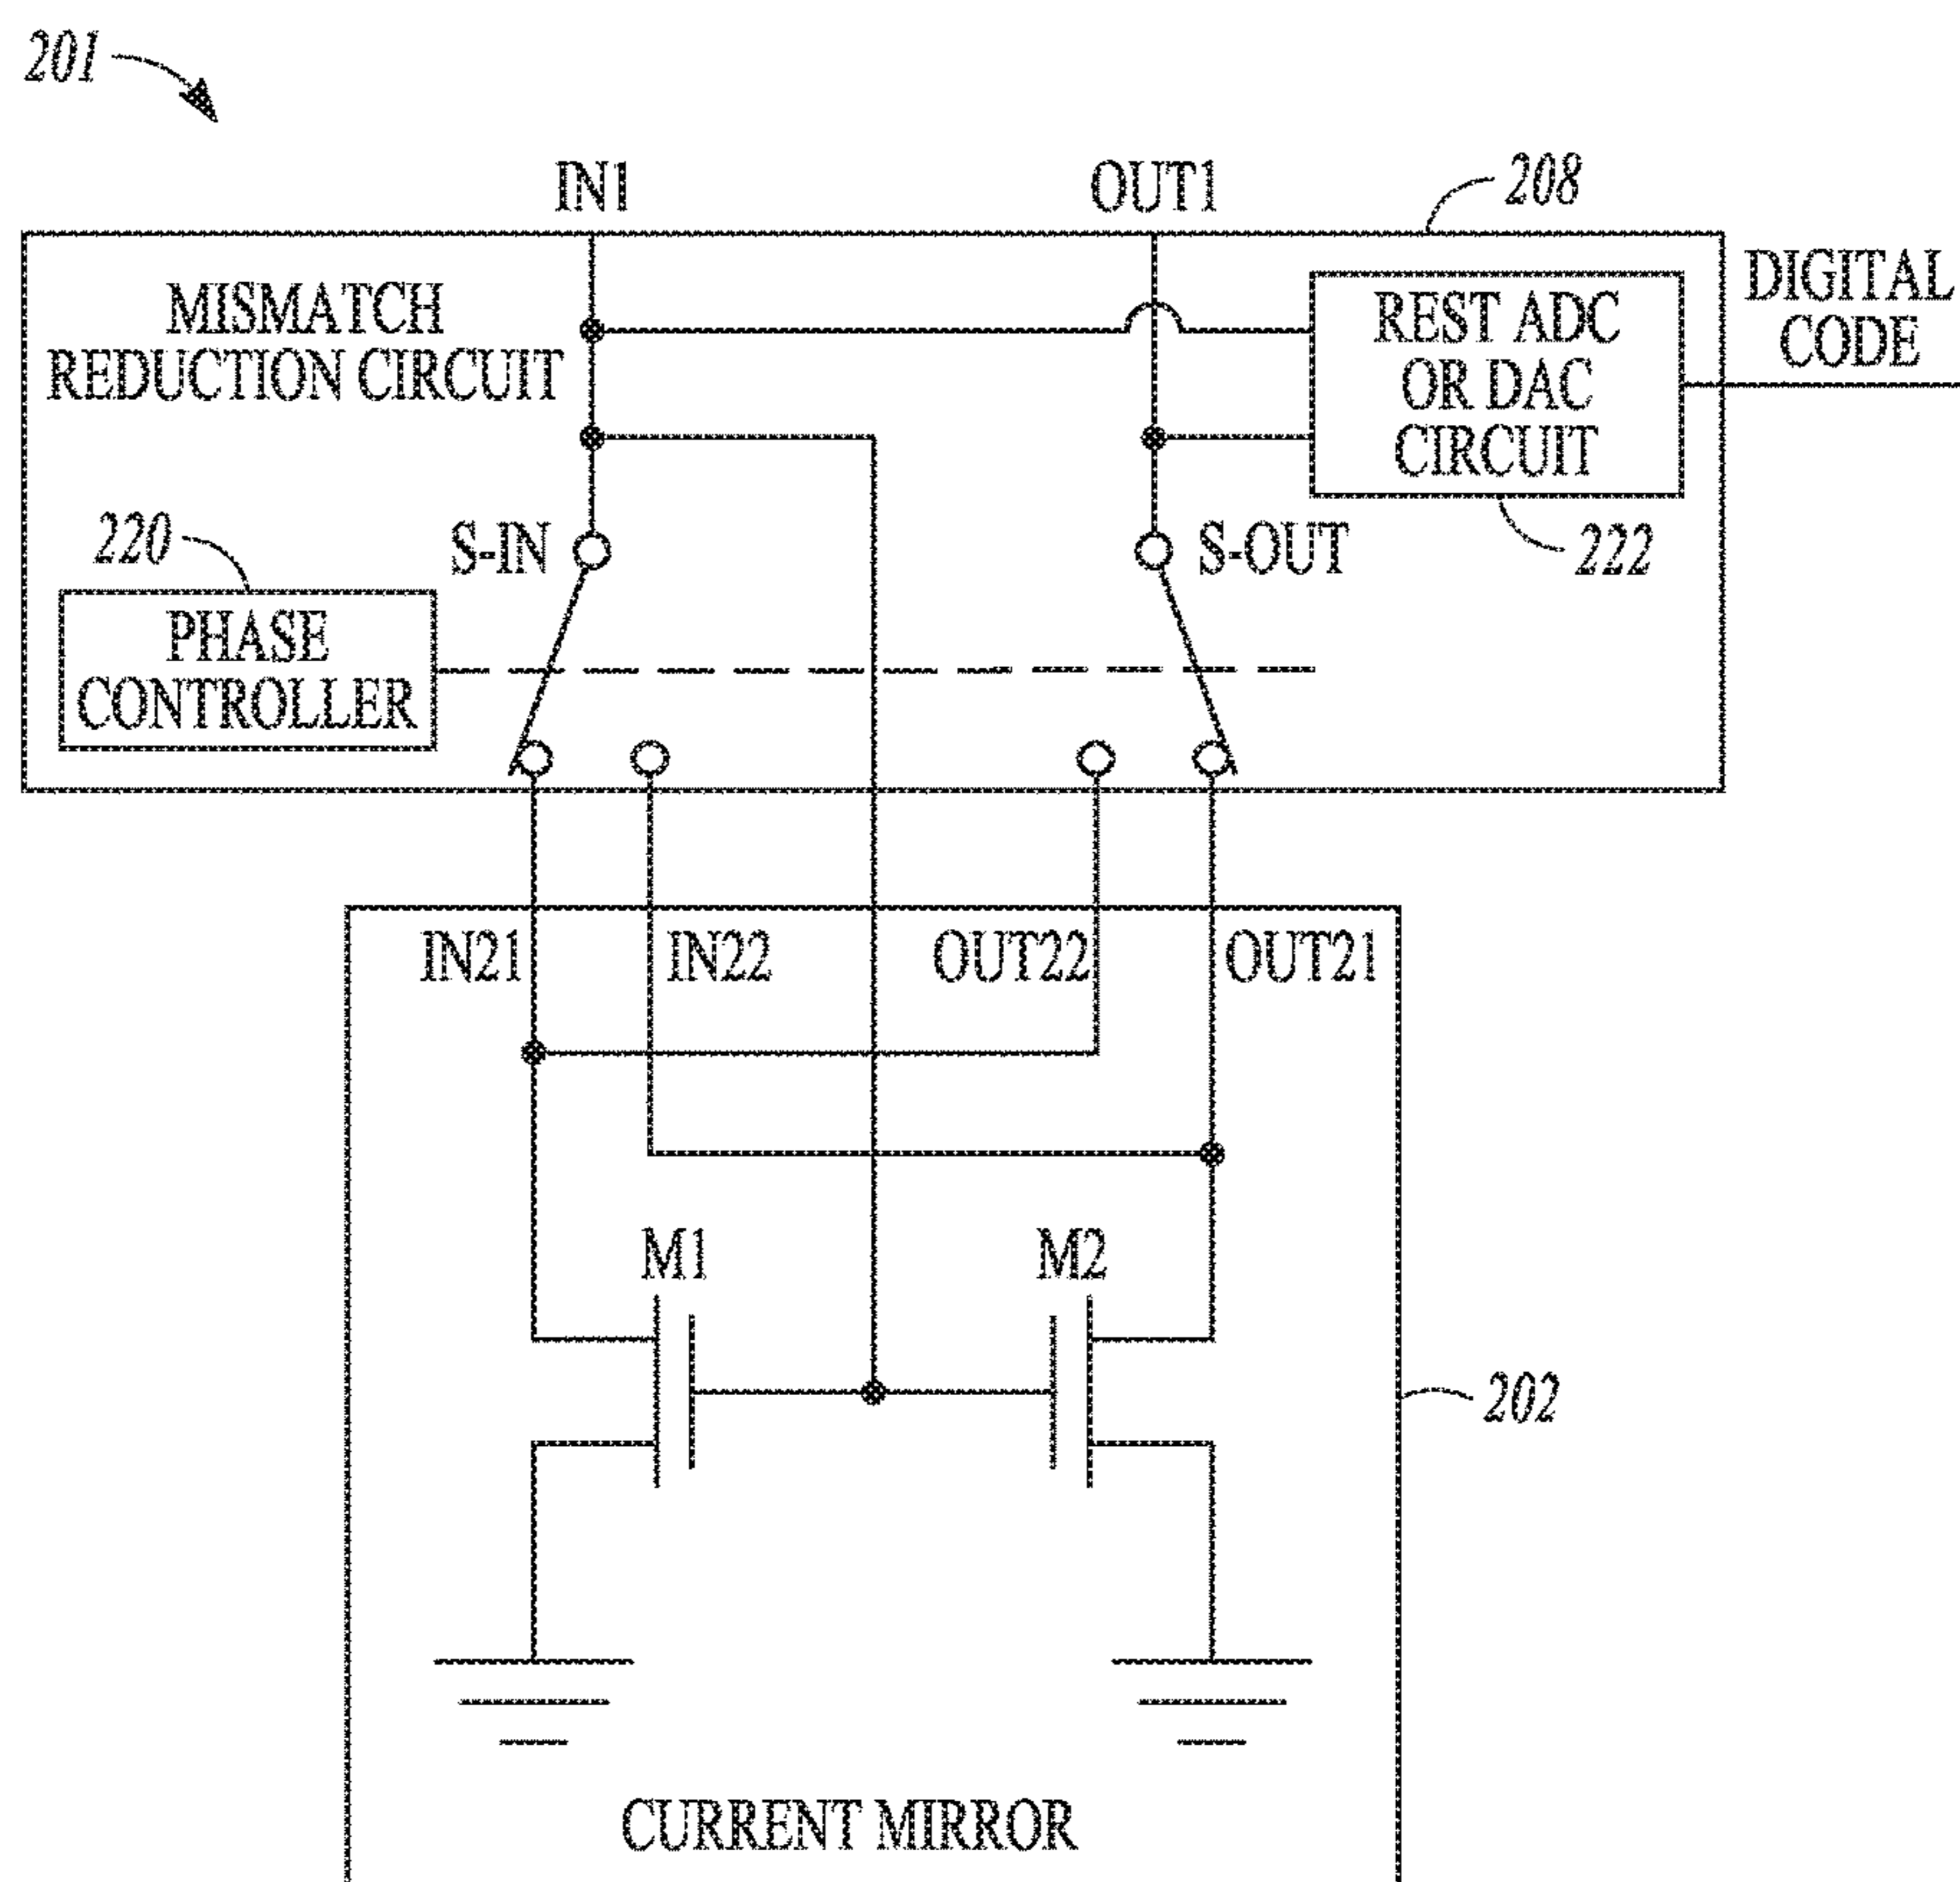 201
IN1
OUT1
208
MISMATCH
REDUCTION CIRCUIT
REST ADC
OR DAC
CIRCUIT
DIGITAL
CODE
220
S-IN
S-OUT
222
PHASE
CONTROLLER
IN21
IN22
OUT22
OUT21
M1
M2
202
CURRENT MIRROR